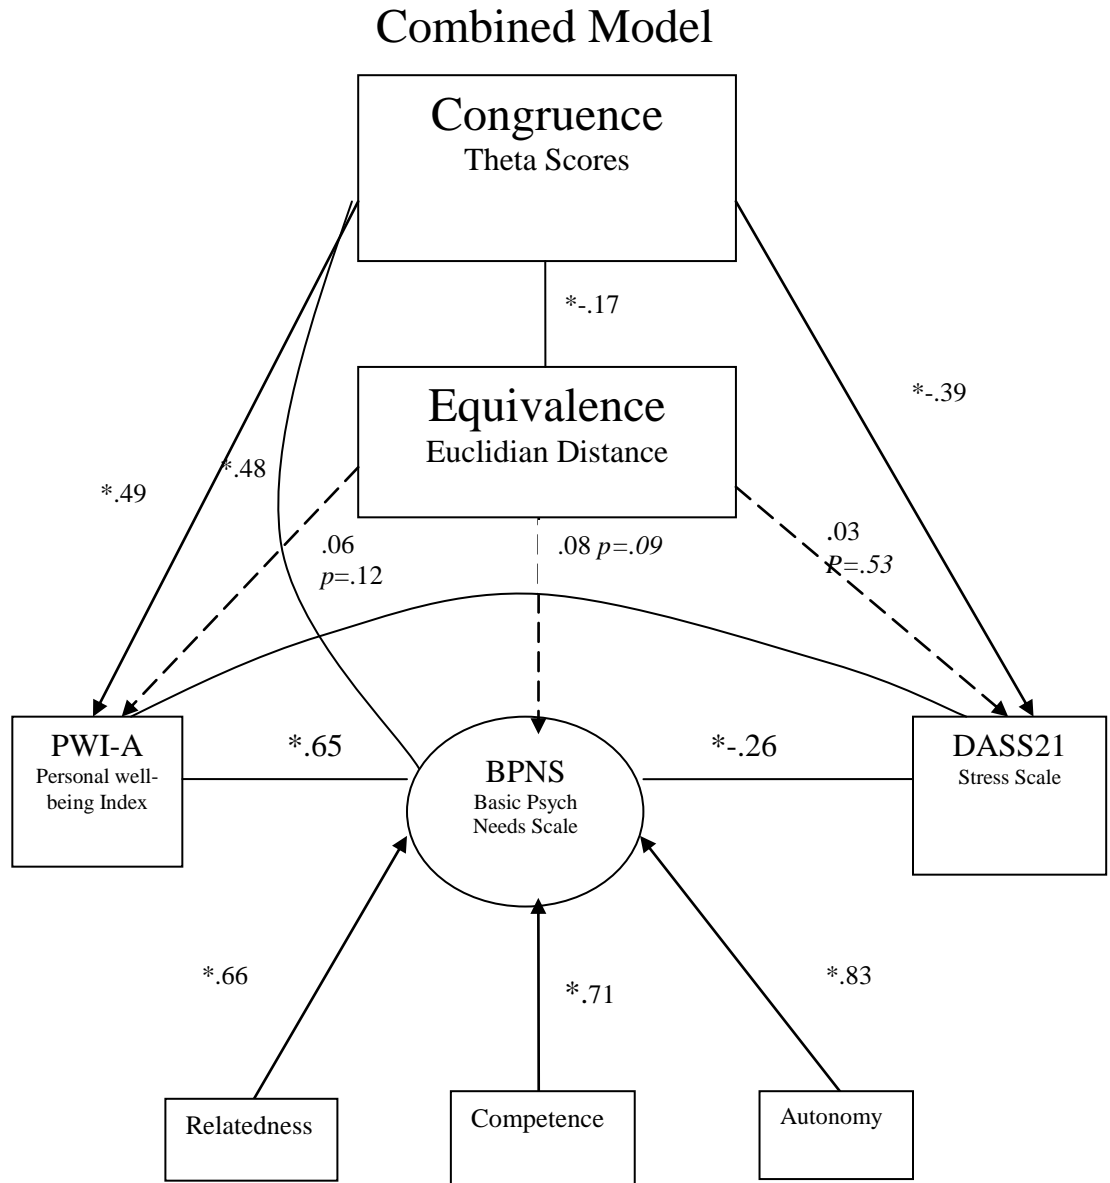 Combined Model
Congruence
Theta Scores
*-.17
*-.39
Equivalence
Euclidian Distance
*.48
*.49
.06
p=.12
.08 p=.09
.03
P=.53
PWI-A
Personal well-
being Index
*.65
BPNS
Basic Psych
Needs Scale
*-.26
DASS21
Stress Scale
*.66
*.71
*.83
Relatedness
Competence
Autonomy